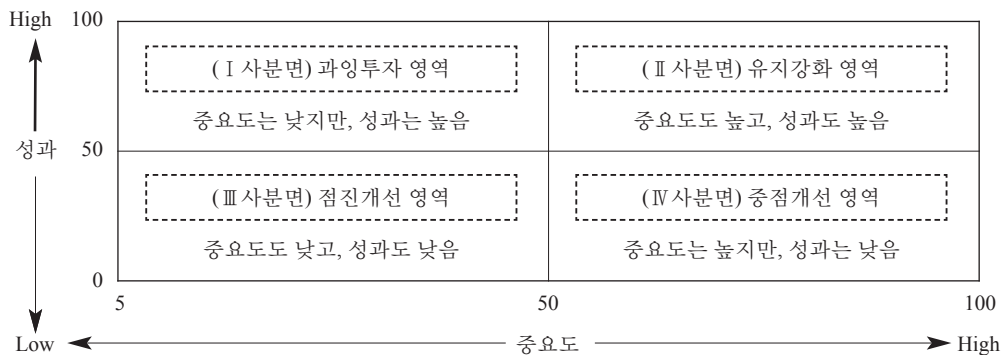 High
100
(Ⅰ사분면) 과잉투자 영역
(Ⅱ사분면) 유지강화 영역
중요도는 낮지만, 성과는 높음
중요도도 높고, 성과도 높음
성과
50
(Ⅲ사분면) 점진개선 영역
(Ⅳ사분면) 중점개선 영역
중요도도 낮고, 성과도 낮음
중요도는 높지만, 성과는 낮음
0
5
50
100
Low
중요도
High